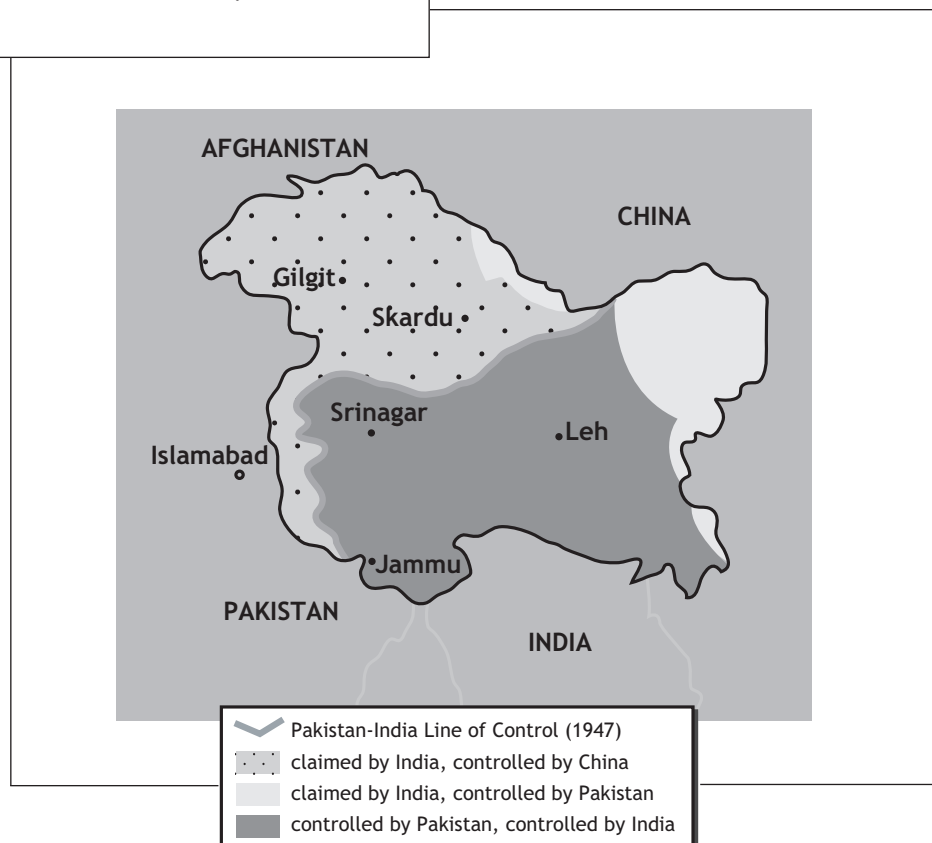 AFGHANISTAN
CHINA
Gilgit
Skardu
Srinagar
Leh
Islamabad
Jammu
PAKISTAN
INDIA
Pakistan-India Line of Control (1947)
claimed by India, controlled by China
claimed by India, controlled by Pakistan
controlled by Pakistan, controlled by India